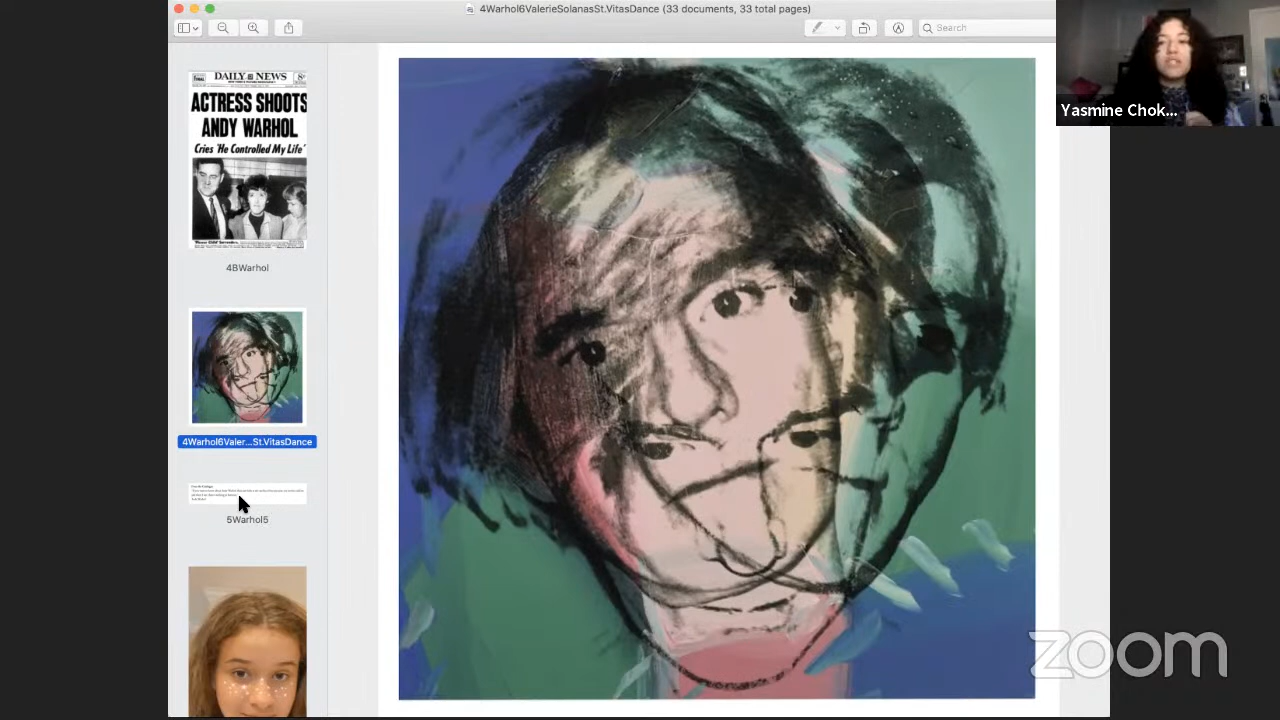 4Warhol6ValerieSolanasSt.VitasDance (33 documents, 33 total pages)
Search
Yasmine Chok...
DAILY NEWS
ACTRESS SHOOTS
ANDY WARHOL
Cries 'He Controlled My Life'
4BWarhol
4Warhol6Valer...St.VitasDance
5Warhol5
zoom